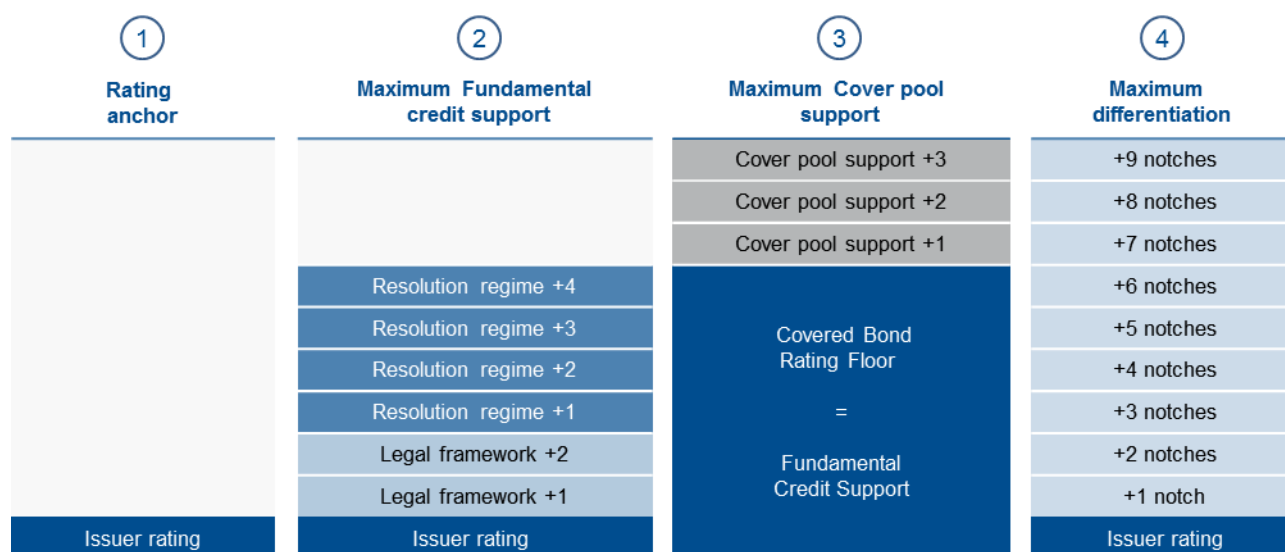 1
Rating
anchor
Issuer rating
2
Maximum Fundamental
credit support
Resolution regime +4
Resolution regime +3
Resolution regime +2
Resolution regime +1
Legal framework +2
Legal framework +1
Issuer rating
3
Maximum Cover pool
support
Cover pool support +3
Cover pool support +2
Cover pool support +1
Covered Bond
Rating Floor
=
Fundamental
Credit Support
4
Maximum
differentiation
+9 notches
+8 notches
+7 notches
+6 notches
+5 notches
+4 notches
+3 notches
+2 notches
+1 notch
Issuer rating